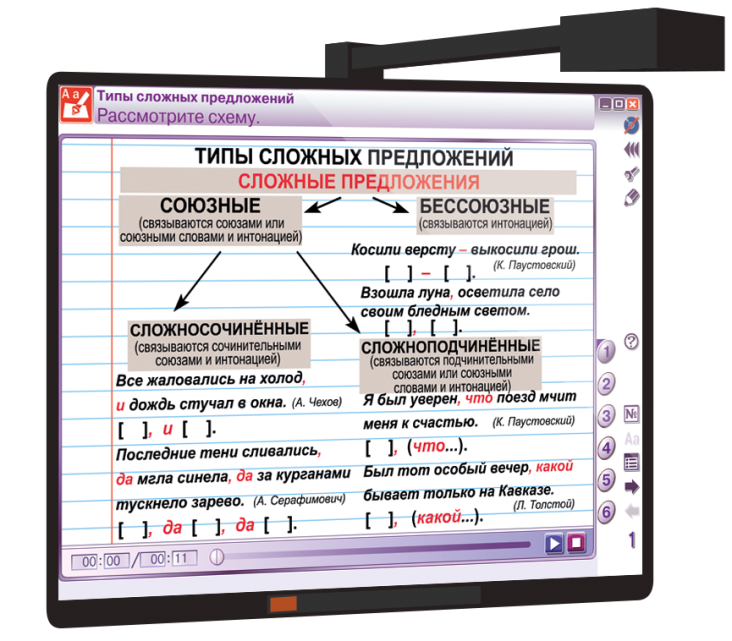 Аа
Типы сложных предложений
Рассмотрите схему.
ТИПЫ СЛОЖНЫХ ПРЕДЛОЖЕНИЙ
СЛОЖНЫЕ ПРЕДЛОЖЕНИЯ
СОЮЗНЫЕ
(связываются союзами или
союзными словами и интонацией)
БЕССОЮЗНЫЕ
(связываются интонацией)
Косили версту – выкосили грош.
(К. Паустовский)
[ ] – [ ].
Взошла луна, осветила село
своим бледным светом.
[ ], [ ].
СЛОЖНОСОЧИНЁННЫЕ
(связываются сочинительными
союзами и интонацией)
Все жаловались на холод,
и дождь стучал в окна. (А. Чехов)
[ ], и [ ].
Последние тени сливались,
да мгла синела, да за курганами
тускнело зарево. (А. Серафимович)
[ ], да [ ], да [ ].
СЛОЖНОПОДЧИНЁННЫЕ
(связываются подчинительными
союзами или союзными
словами и интонацией)
Я был уверен, что поезд мчит
меня к счастью. (К. Паустовский)
[ ], (что...).
Был тот особый вечер, какой
бывает только на Кавказе.
(Л. Толстой)
[ ], (какой...).
00:00/00:11
1
2
3
4
5
6
?
№
Аа
1